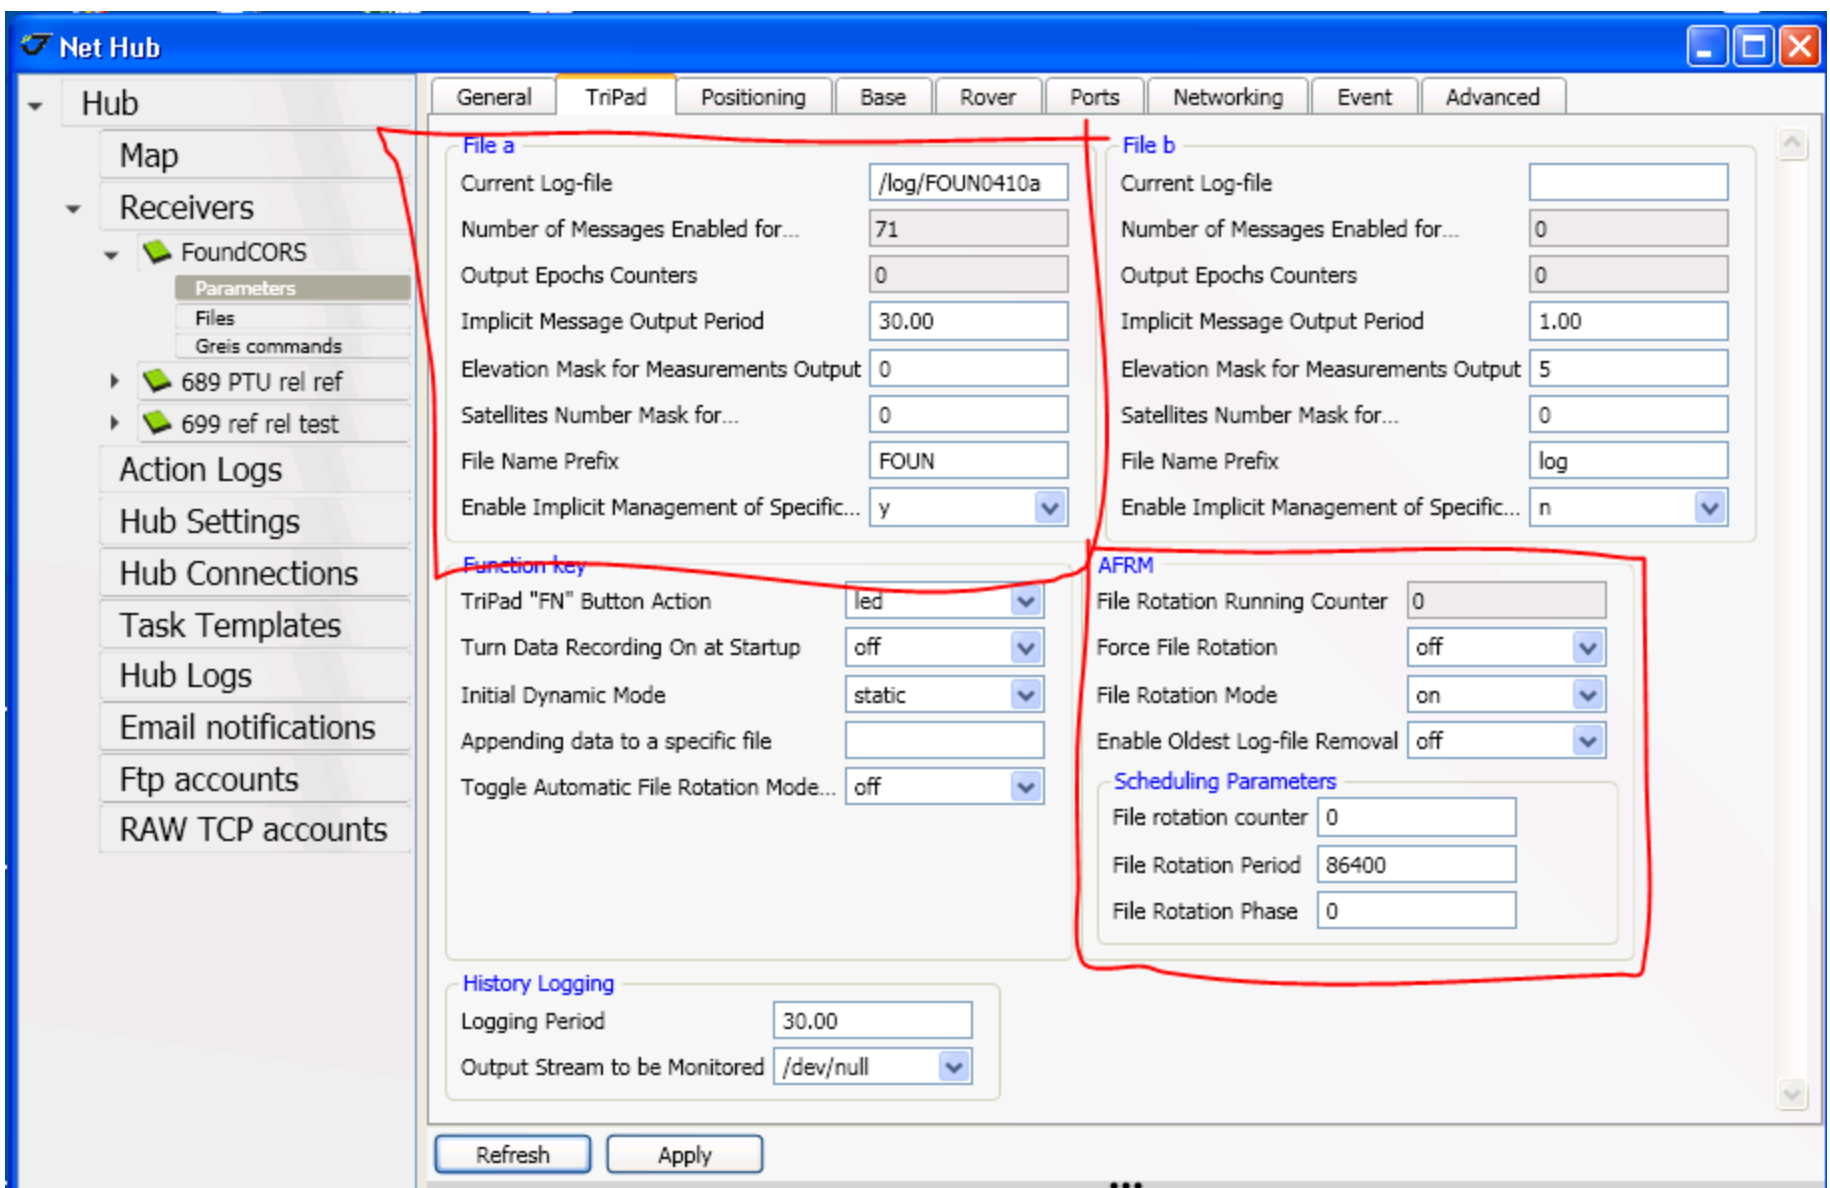 Net Hub
Hub
Map
Receivers
FoundCORS
Parameters
Files
Greis commands
689 PTU rel ref
699 ref rel test
Action Logs
Hub Settings
Hub Connections
Task Templates
Hub Logs
Email notifications
Ftp accounts
RAW TCP accounts
General TriPad Positioning Base Rover Ports Networking Event Advanced
File a
Current Log-file /log/FOUN0410a
Number of Messages Enabled for... 71
Output Epochs Counters 0
Implicit Message Output Period 30.00
Elevation Mask for Measurements Output 0
Satellites Number Mask for... 0
File Name Prefix FOUN
Enable Implicit Management of Specific... y
File b
Current Log-file
Number of Messages Enabled for... 0
Output Epochs Counters 0
Implicit Message Output Period 1.00
Elevation Mask for Measurements Output 5
Satellites Number Mask for... 0
File Name Prefix log
Enable Implicit Management of Specific... n
Function key
TriPad "FN" Button Action led
Turn Data Recording On at Startup off
Initial Dynamic Mode static
Appending data to a specific file
Toggle Automatic File Rotation Mode... off
AFRM
File Rotation Running Counter 0
Force File Rotation off
File Rotation Mode on
Enable Oldest Log-file Removal off
Scheduling Parameters
File rotation counter 0
File Rotation Period 86400
File Rotation Phase 0
History Logging
Logging Period 30.00
Output Stream to be Monitored /dev/null
Refresh Apply